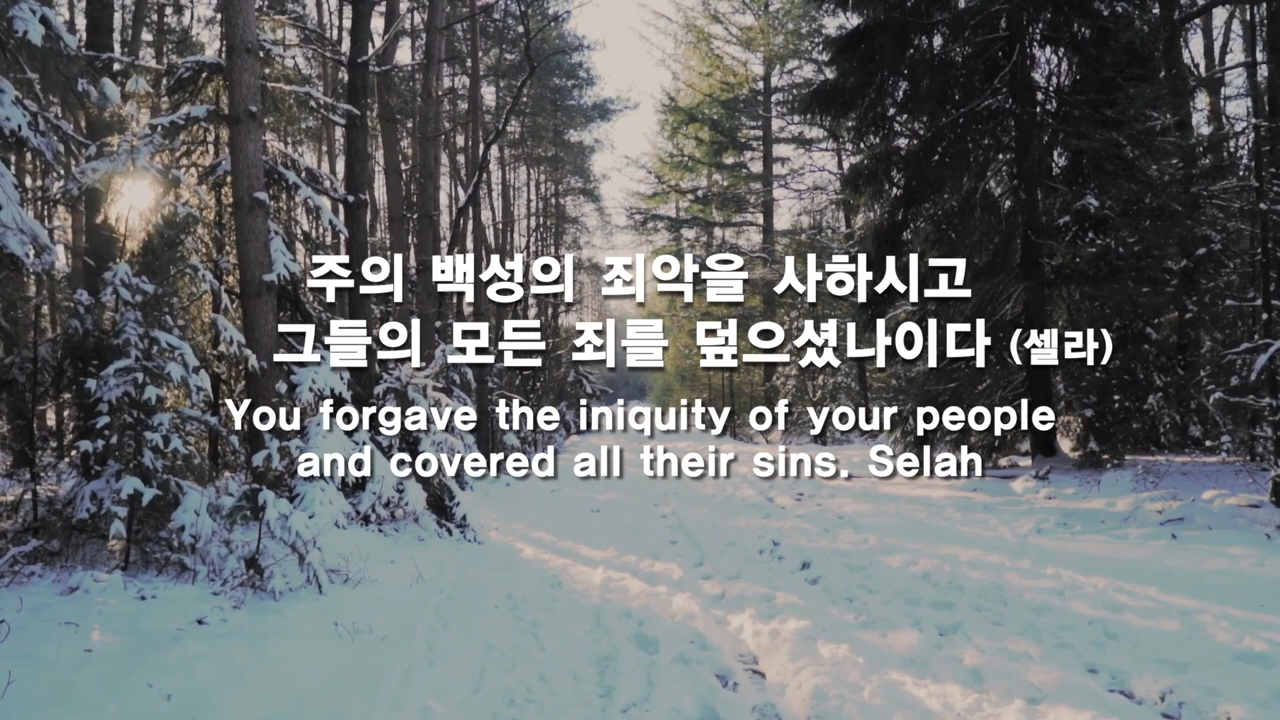 주의 백성의 죄악을 사하시고
그들의 모든 죄를 덮으셨나이다 (셀라)
You forgave the iniquity of your people
and covered all their sins. Selah